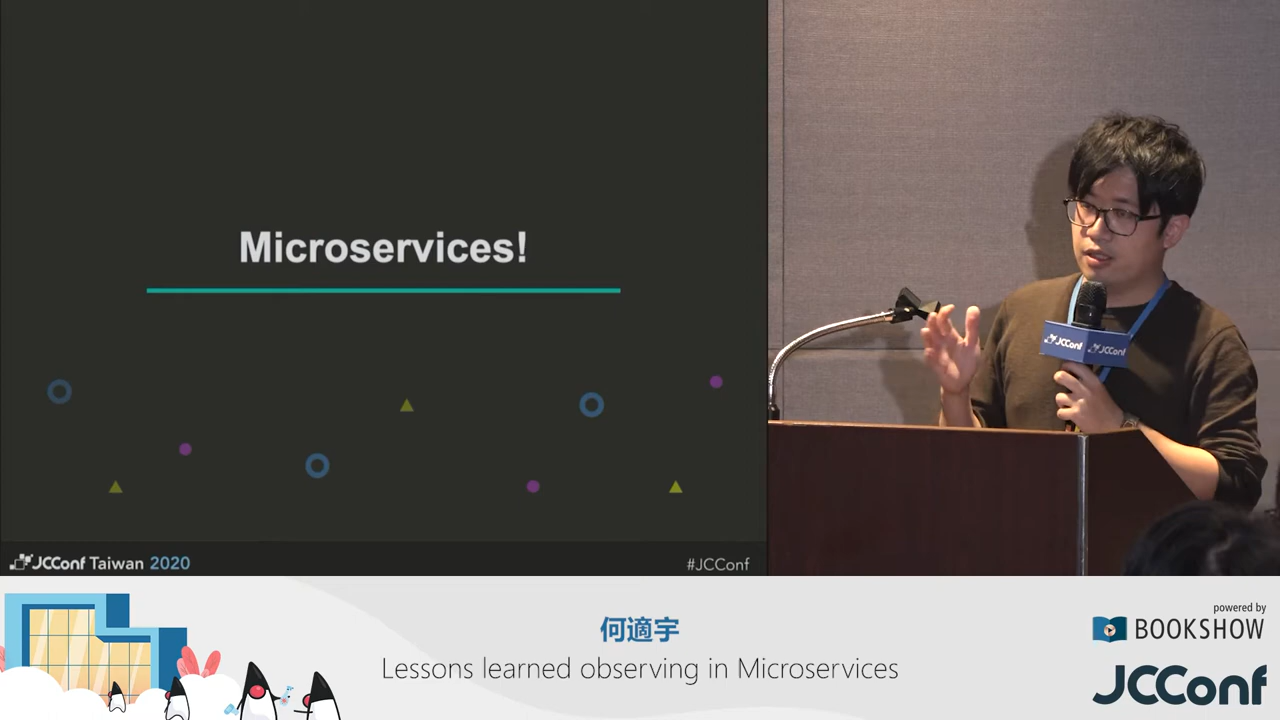 Microservices!
JCConf JCConf
JCConf Taiwan 2020
#JCConf
何適宇
Lessons learned observing in Microservices
powered by
BOOKSHOW
JCConf